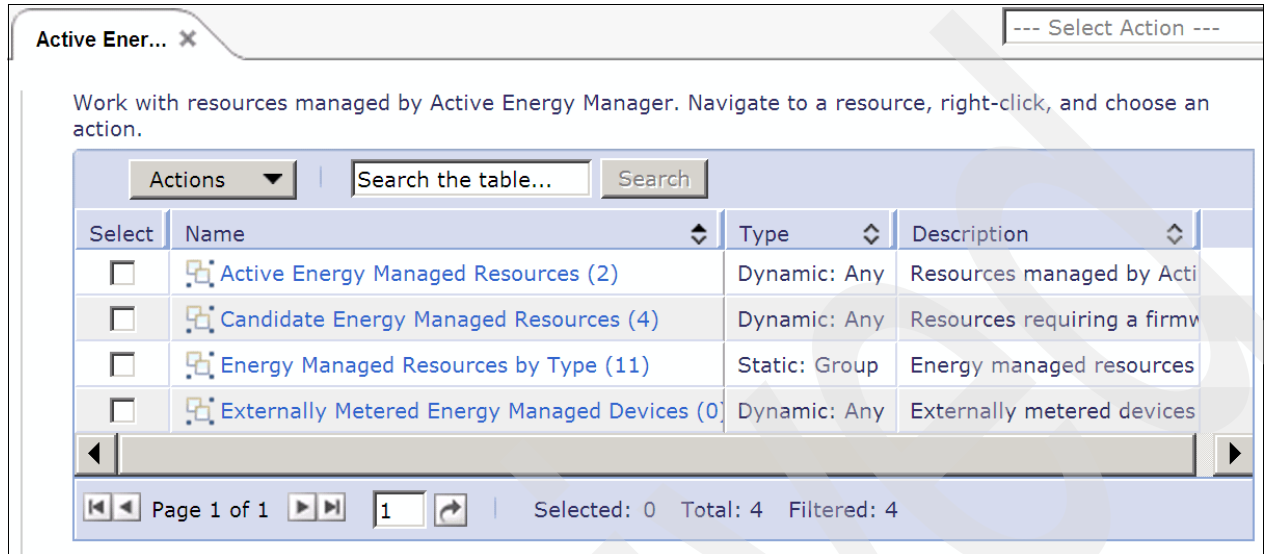 Active Ener...
--- Select Action ---
Work with resources managed by Active Energy Manager. Navigate to a resource, right-click, and choose an
action.
Actions Search the table... Search
Select Name Type Description
Active Energy Managed Resources (2) Dynamic: Any Resources managed by Acti
Candidate Energy Managed Resources (4) Dynamic: Any Resources requiring a firmw
Energy Managed Resources by Type (11) Static: Group Energy managed resources
Externally Metered Energy Managed Devices (0) Dynamic: Any Externally metered devices
Page 1 of 1 1 Selected: 0 Total: 4 Filtered: 4